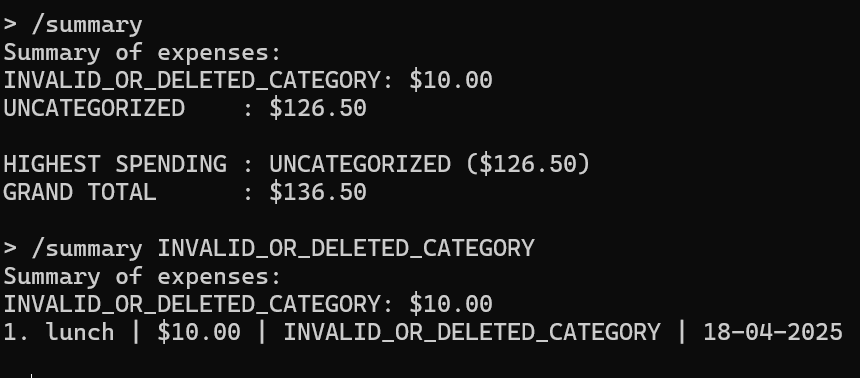 > /summary
Summary of expenses:
INVALID_OR_DELETED_CATEGORY: $10.00
UNCATEGORIZED    : $126.50

HIGHEST SPENDING : UNCATEGORIZED ($126.50)
GRAND TOTAL      : $136.50

> /summary INVALID_OR_DELETED_CATEGORY
Summary of expenses:
INVALID_OR_DELETED_CATEGORY: $10.00
1. lunch | $10.00 | INVALID_OR_DELETED_CATEGORY | 18-04-2025